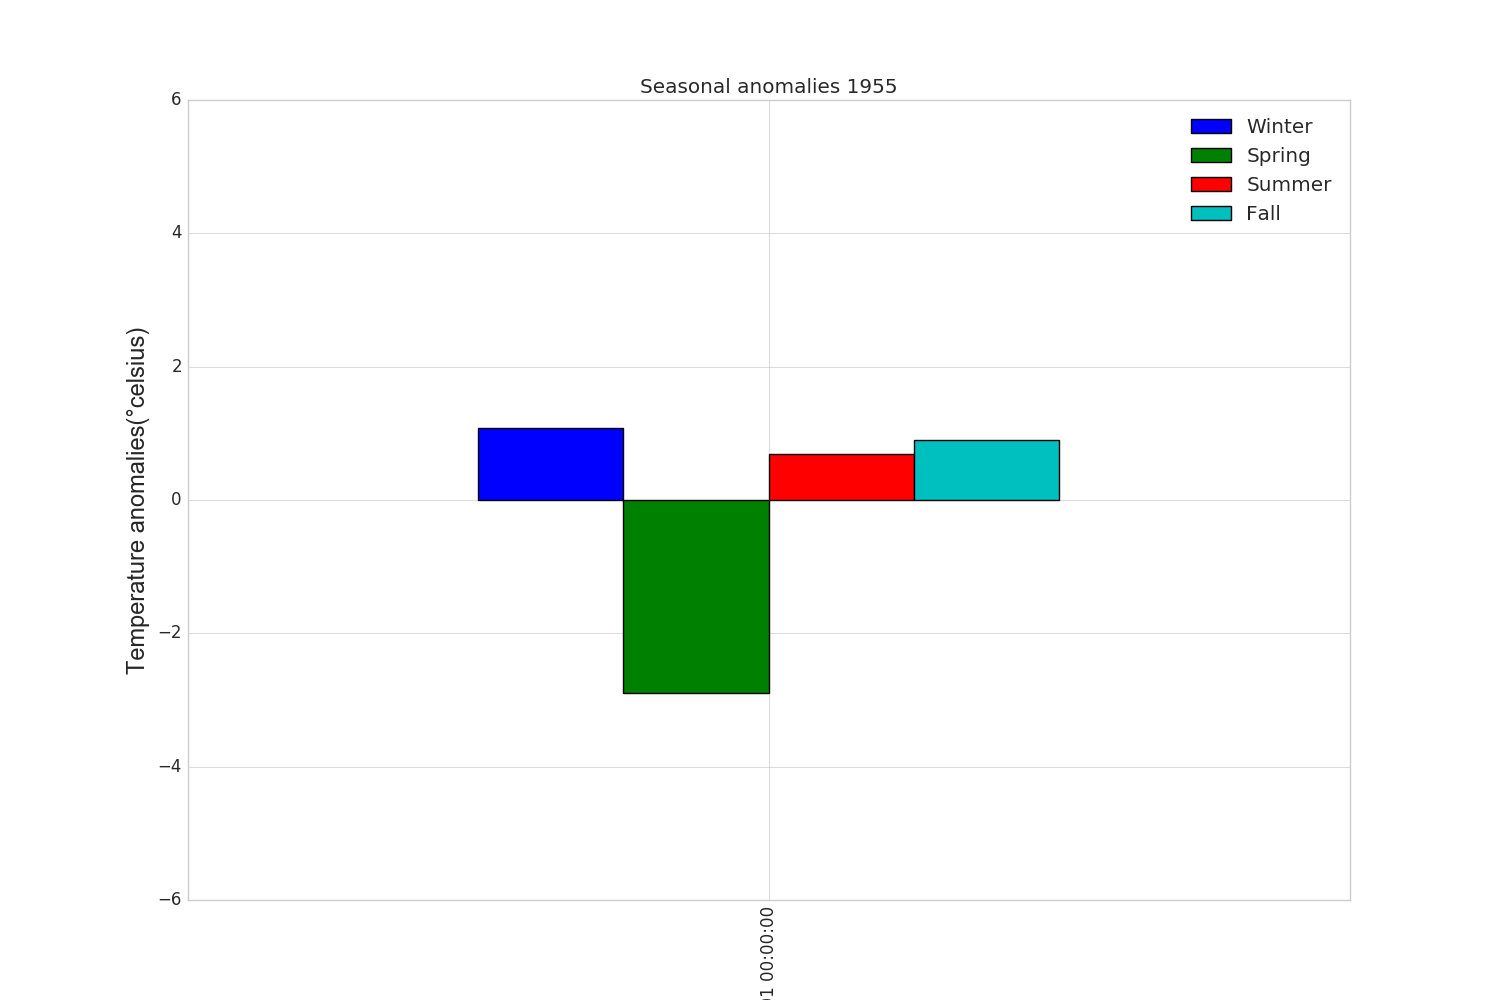 Seasonal anomalies 1955
Winter
Spring
Summer
Fall
6
4
2
0
−2
−4
−6
Temperature anomalies(°celsius)
00:00:00